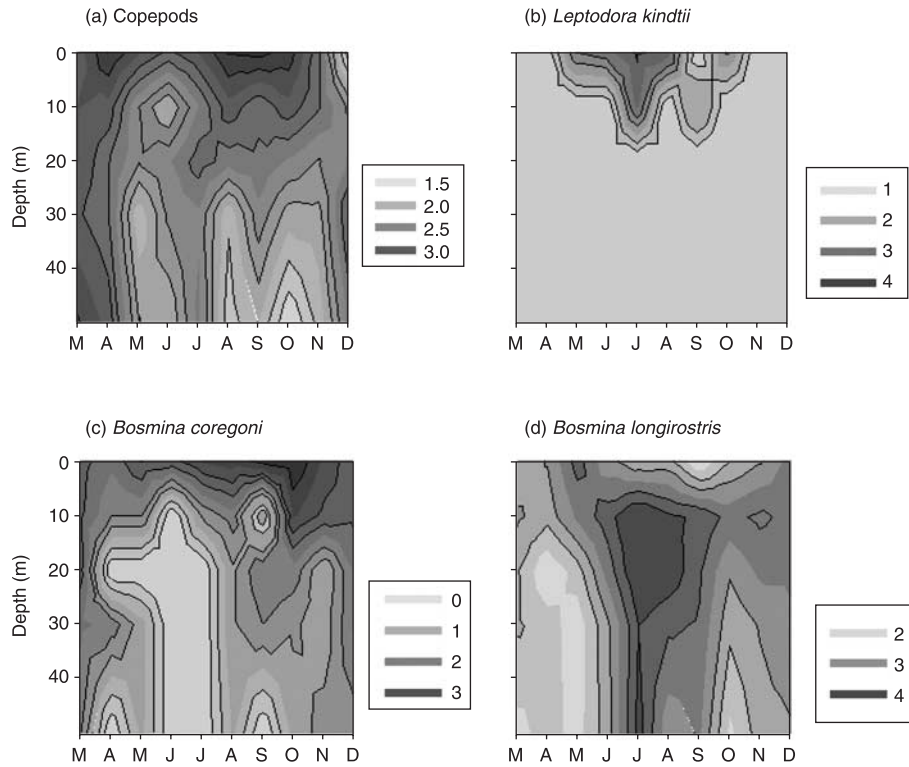 (a) Copepods
(b) Leptodora kindtii
0
10
20
30
40
Depth (m)
M A M J J A S O N D
1.5
2.0
2.5
3.0
M A M J J A S O N D
1
2
3
4
(c) Bosmina coregoni
(d) Bosmina longirostris
0
10
20
30
40
Depth (m)
M A M J J A S O N D
0
1
2
3
M A M J J A S O N D
2
3
4